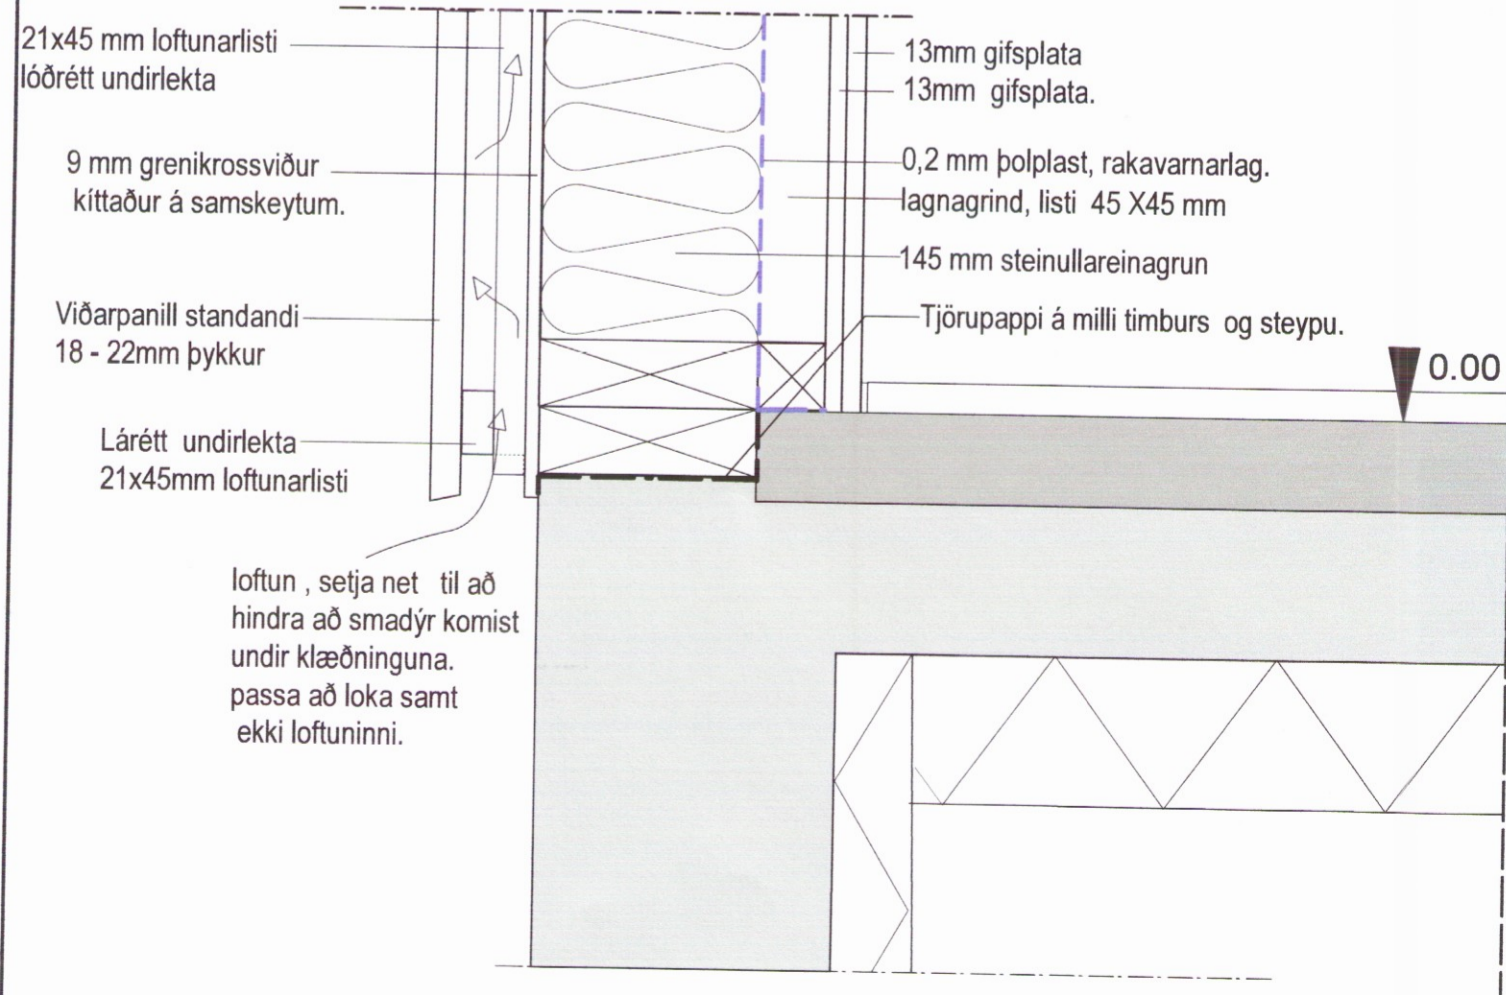 21x45 mm loftunarlisti
lóðrétt undirlekta
9 mm grenikrossviður
kíttaður á samskeytum.
Viðarpanill standandi
18 - 22mm þykkur
Lárétt undirlekta
21x45mm loftunarlisti
loftun , setja net til að
hindra að smadýr komist
undir klæðninguna.
passa að loka samt
ekki loftuninni.
13mm gifsplata
13mm gifsplata.
0,2 mm þolplast, rakavarnarlag.
lagnagrind, listi 45 X45 mm
145 mm steinullareinagrun
Tjörupappi á milli timburs og steypu.
0.00